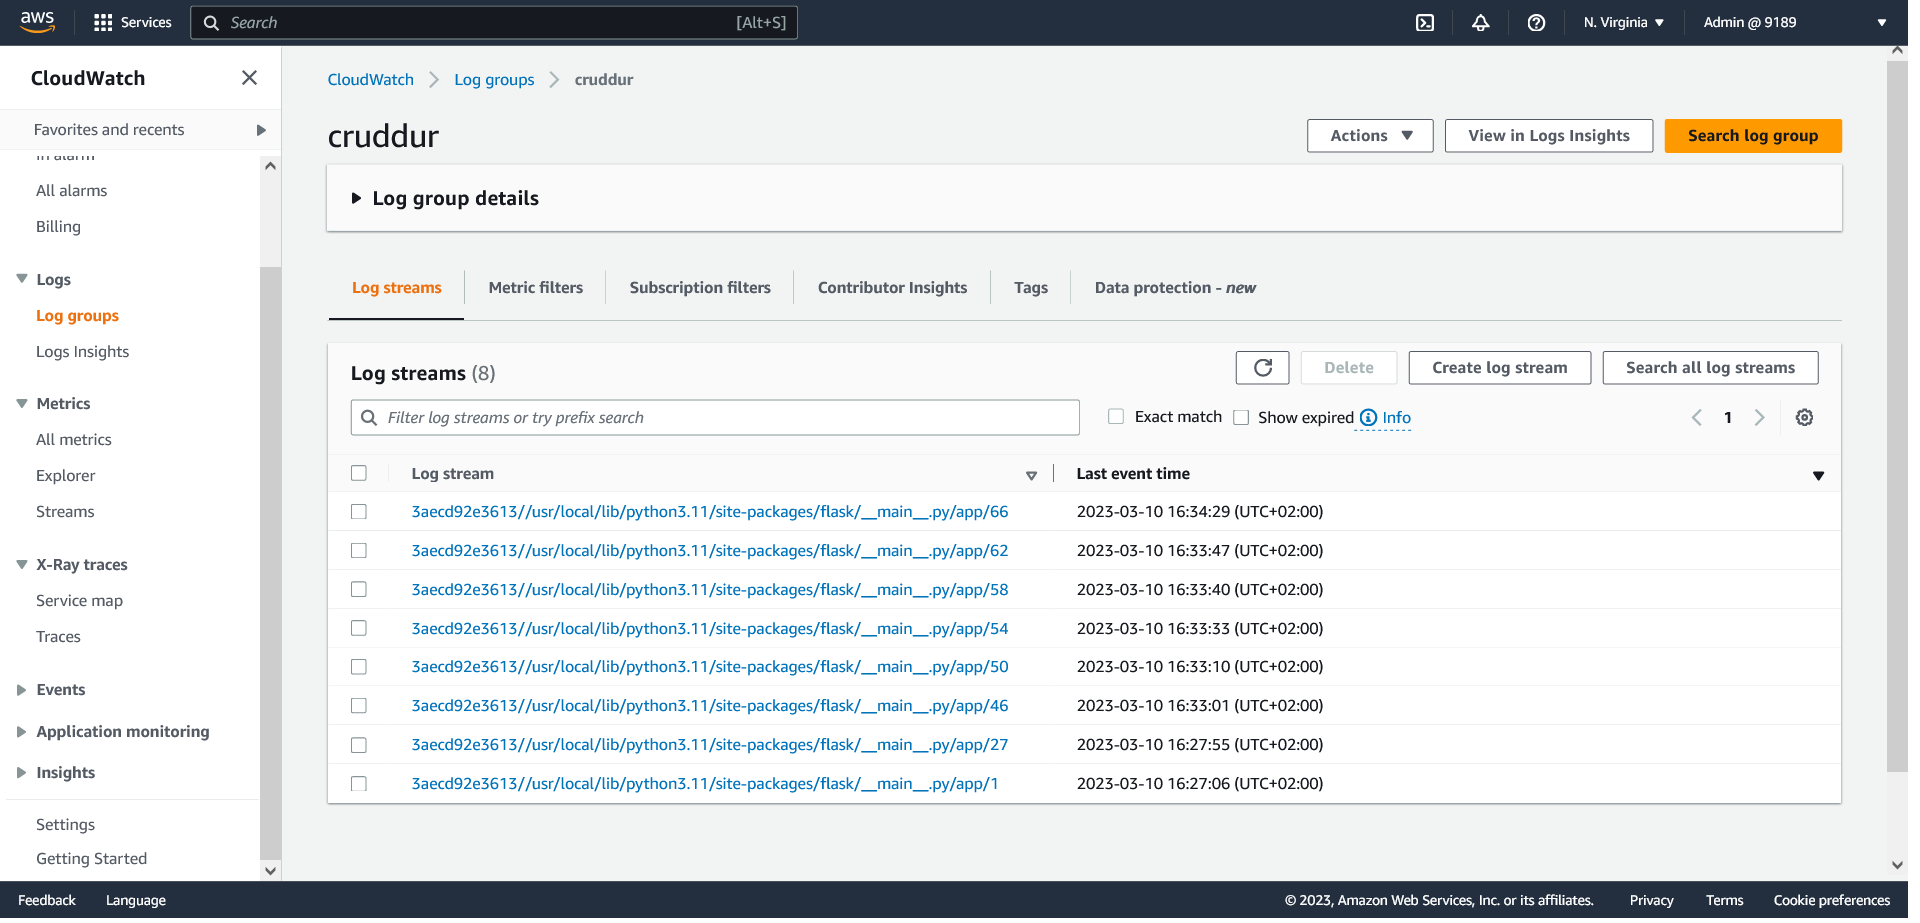 aws
Services
Search [Alt+S]
N. Virginia
Admin @ 9189
CloudWatch
Favorites and recents
In alarm
All alarms
Billing
Logs
Log groups
Logs Insights
Metrics
All metrics
Explorer
Streams
X-Ray traces
Service map
Traces
Events
Application monitoring
Insights
Settings
Getting Started
CloudWatch Log groups cruddur
cruddur
Actions View in Logs Insights Search log group
Log group details
Log streams Metric filters Subscription filters Contributor Insights Tags Data protection - new
Log streams (8)
Delete Create log stream Search all log streams
Filter log streams or try prefix search
Exact match Show expired Info
1
Log stream Last event time
3aecd92e3613//usr/local/lib/python3.11/site-packages/flask/__main__.py/app/66 2023-03-10 16:34:29 (UTC+02:00)
3aecd92e3613//usr/local/lib/python3.11/site-packages/flask/__main__.py/app/62 2023-03-10 16:33:47 (UTC+02:00)
3aecd92e3613//usr/local/lib/python3.11/site-packages/flask/__main__.py/app/58 2023-03-10 16:33:40 (UTC+02:00)
3aecd92e3613//usr/local/lib/python3.11/site-packages/flask/__main__.py/app/54 2023-03-10 16:33:33 (UTC+02:00)
3aecd92e3613//usr/local/lib/python3.11/site-packages/flask/__main__.py/app/50 2023-03-10 16:33:10 (UTC+02:00)
3aecd92e3613//usr/local/lib/python3.11/site-packages/flask/__main__.py/app/46 2023-03-10 16:33:01 (UTC+02:00)
3aecd92e3613//usr/local/lib/python3.11/site-packages/flask/__main__.py/app/27 2023-03-10 16:27:55 (UTC+02:00)
3aecd92e3613//usr/local/lib/python3.11/site-packages/flask/__main__.py/app/1 2023-03-10 16:27:06 (UTC+02:00)
Feedback Language © 2023, Amazon Web Services, Inc. or its affiliates. Privacy Terms Cookie preferences